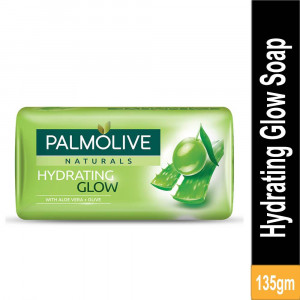 PALMOLIVE
NATURALS
HYDRATING
GLOW
WITH ALOE VERA & OLIVE
Hydrating Glow Soap
135gm